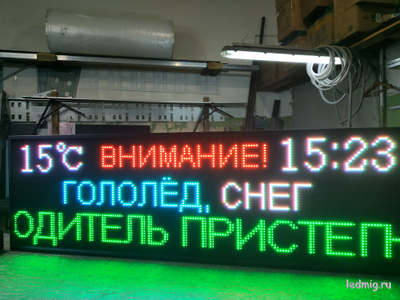 15°C ВНИМАНИЕ! 15:23
ГОЛОЛЁД, СНЕГ
ОДИТЕЛЬ ПРИСТЕГН
ledmig.ru